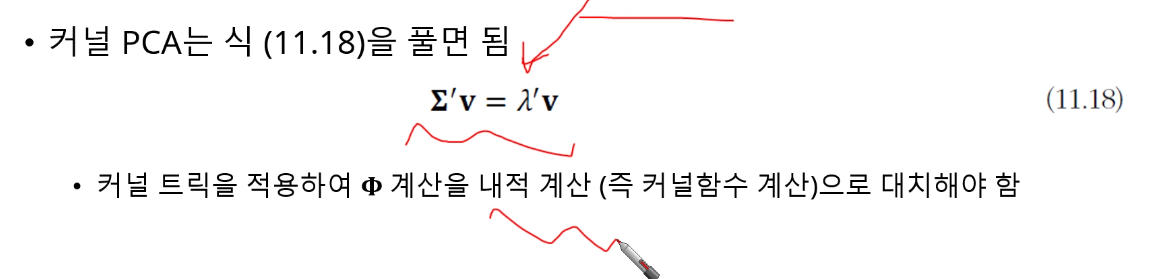 • 커널 PCA는 식 (11.18)을 풀면 됨
Σ′v = λ′v (11.18)
• 커널 트릭을 적용하여 Φ 계산을 내적 계산 (즉 커널함수 계산)으로 대치해야 함